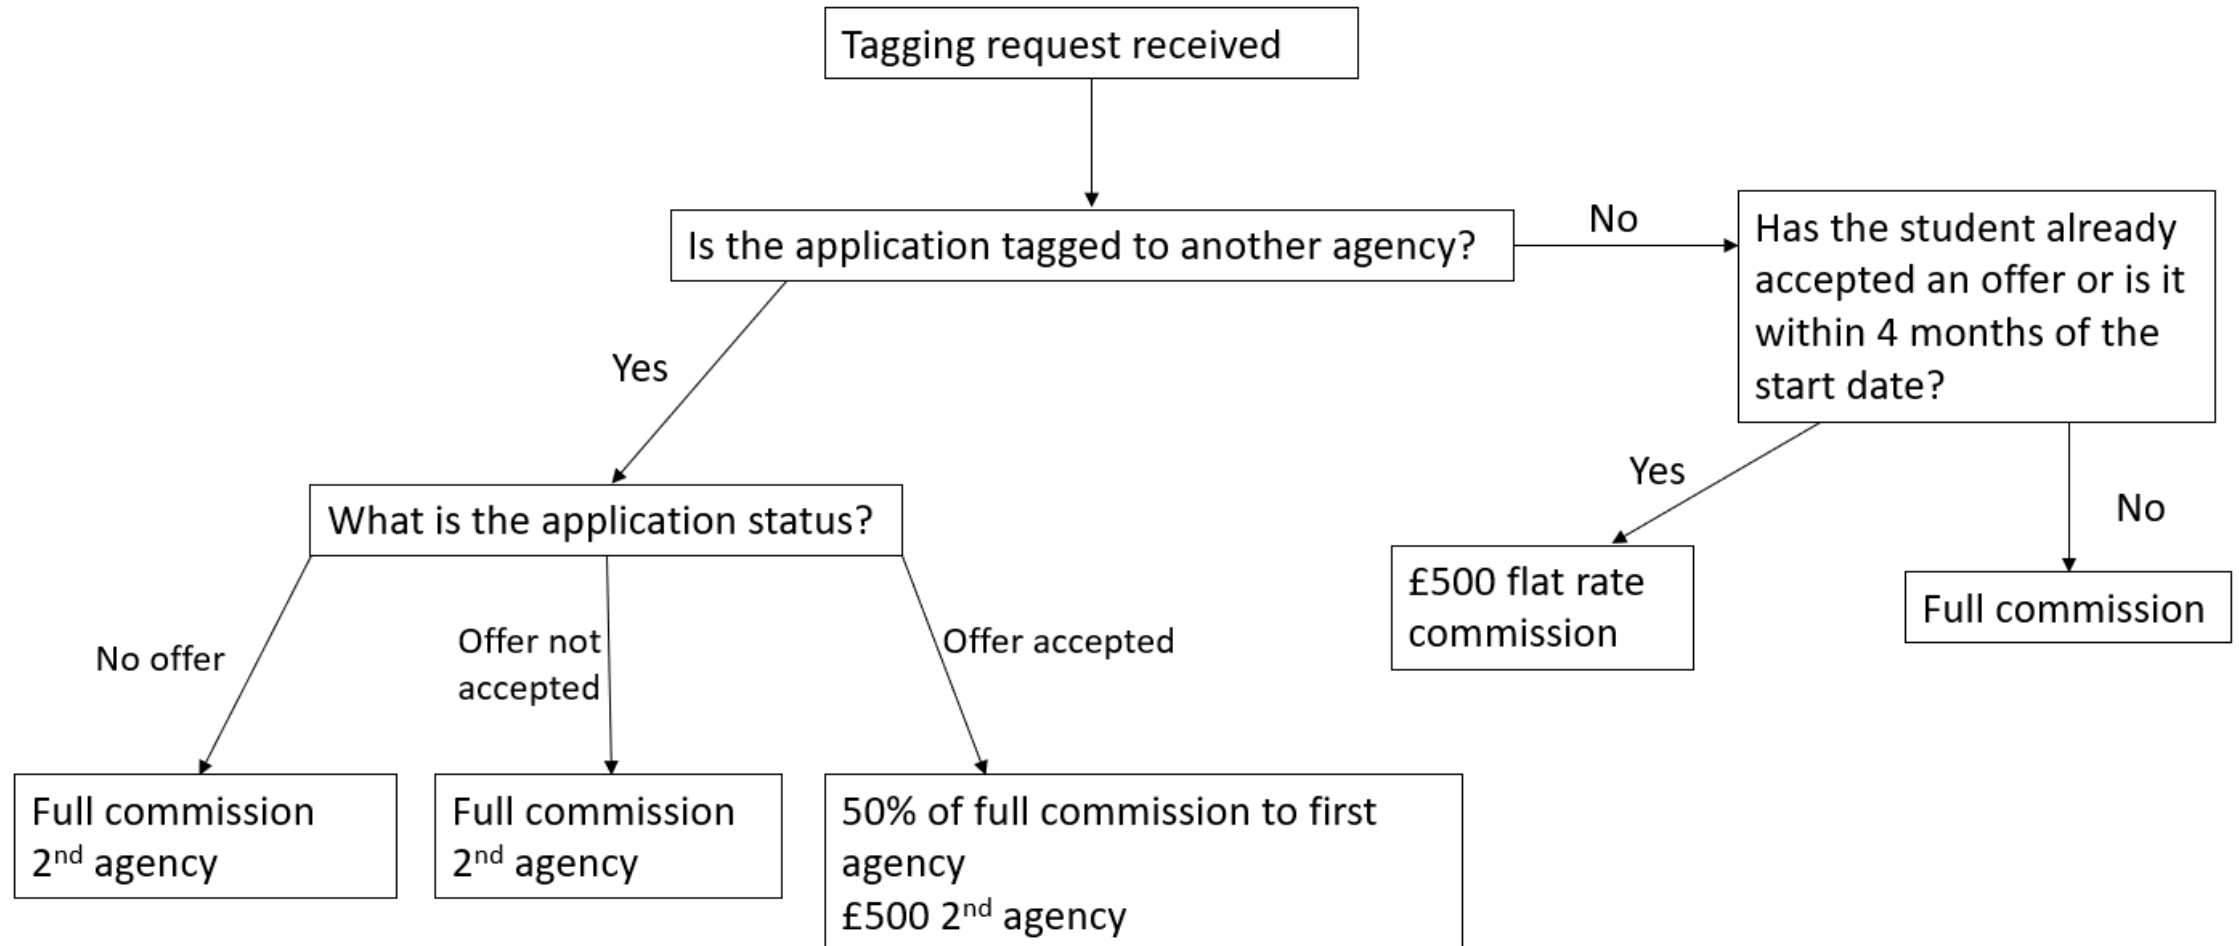 Tagging request received
Is the application tagged to another agency?
No
Has the student already
accepted an offer or is it
within 4 months of the
start date?
Yes
What is the application status?
Yes
No
£500 flat rate
commission
Full commission
No offer
Offer not
accepted
Offer accepted
Full commission
2nd agency
Full commission
2nd agency
50% of full commission to first
agency
£500 2nd agency